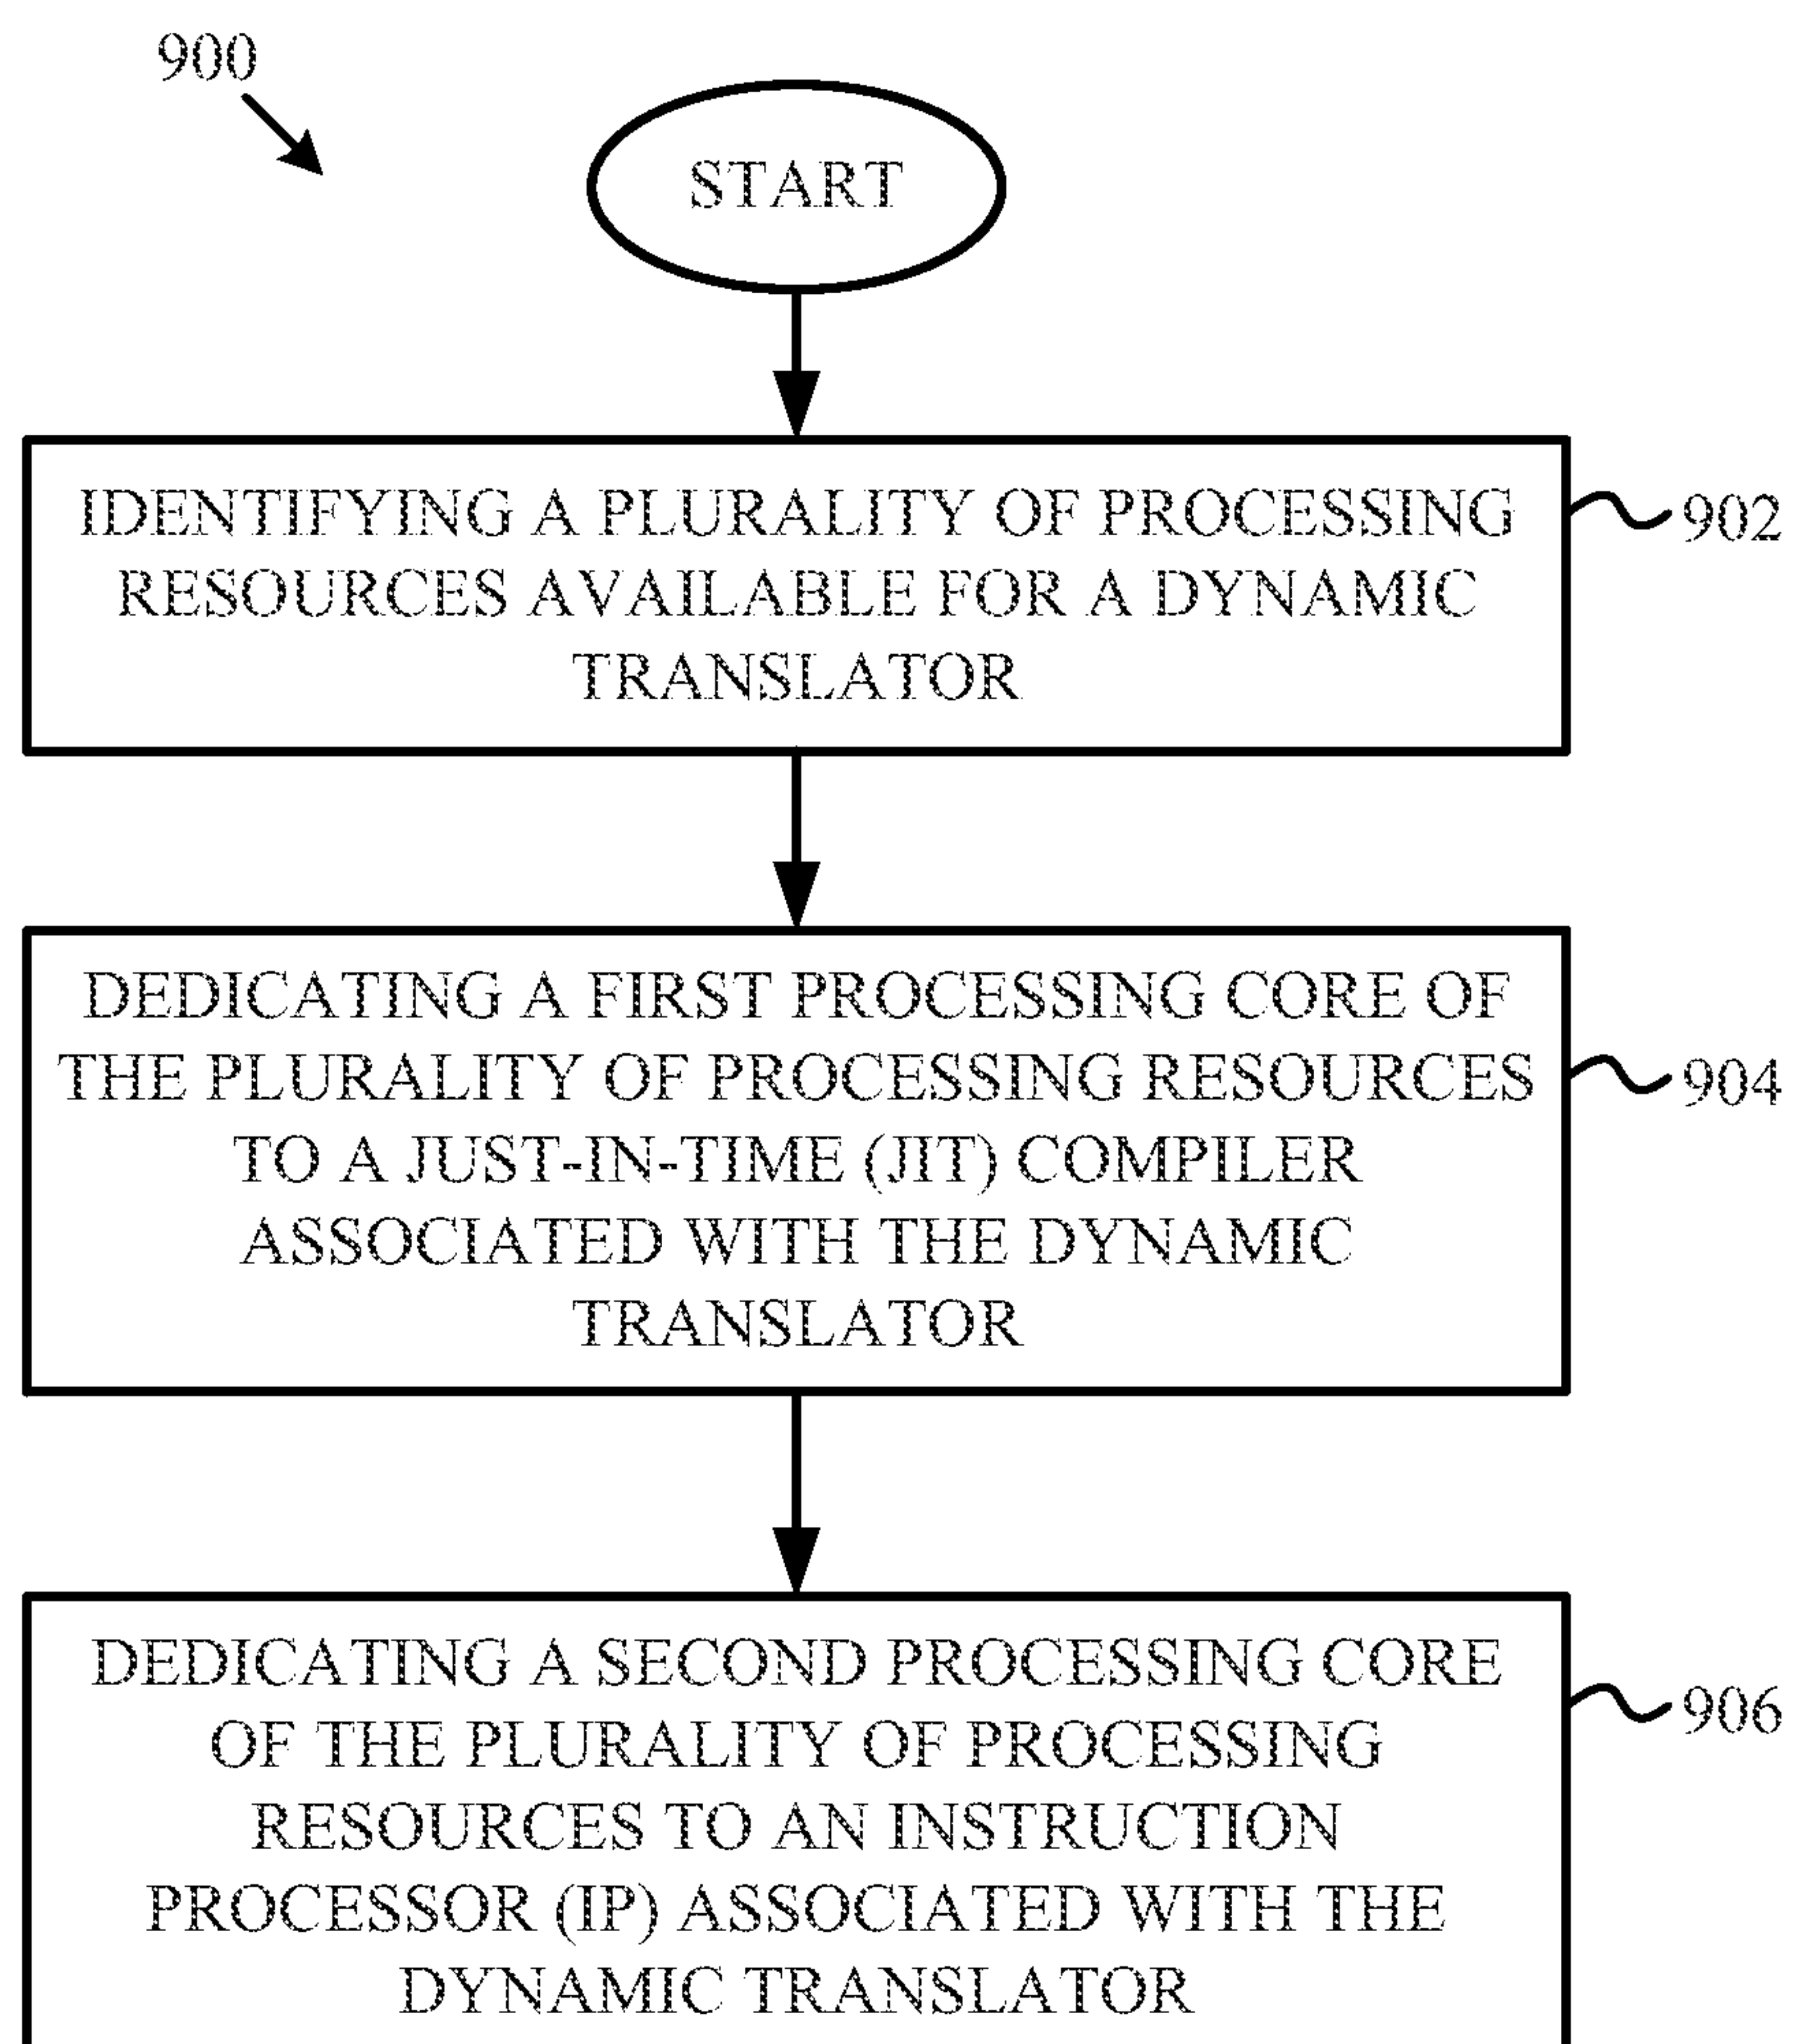 900
START
IDENTIFYING A PLURALITY OF PROCESSING
RESOURCES AVAILABLE FOR A DYNAMIC
TRANSLATOR
902
DEDICATING A FIRST PROCESSING CORE OF
THE PLURALITY OF PROCESSING RESOURCES
TO A JUST-IN-TIME (JIT) COMPILER
ASSOCIATED WITH THE DYNAMIC
TRANSLATOR
904
DEDICATING A SECOND PROCESSING CORE
OF THE PLURALITY OF PROCESSING
RESOURCES TO AN INSTRUCTION
PROCESSOR (IP) ASSOCIATED WITH THE
DYNAMIC TRANSLATOR
906